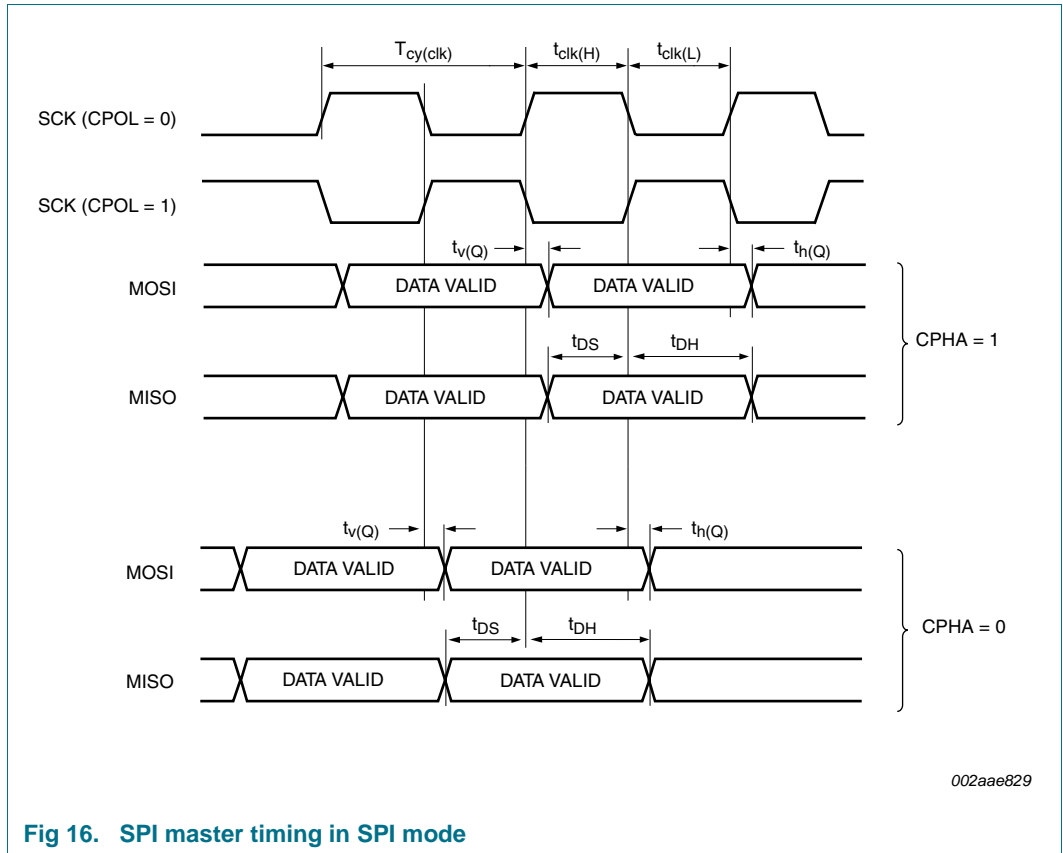 Tcy(clk) tclk(H) tclk(L)
SCK (CPOL = 0)
SCK (CPOL = 1)
tv(Q) th(Q)
MOSI DATA VALID DATA VALID
CPHA = 1
tDS tDH
MISO DATA VALID DATA VALID
tv(Q) th(Q)
MOSI DATA VALID DATA VALID
CPHA = 0
tDS tDH
MISO DATA VALID DATA VALID
002aae829
Fig 16. SPI master timing in SPI mode